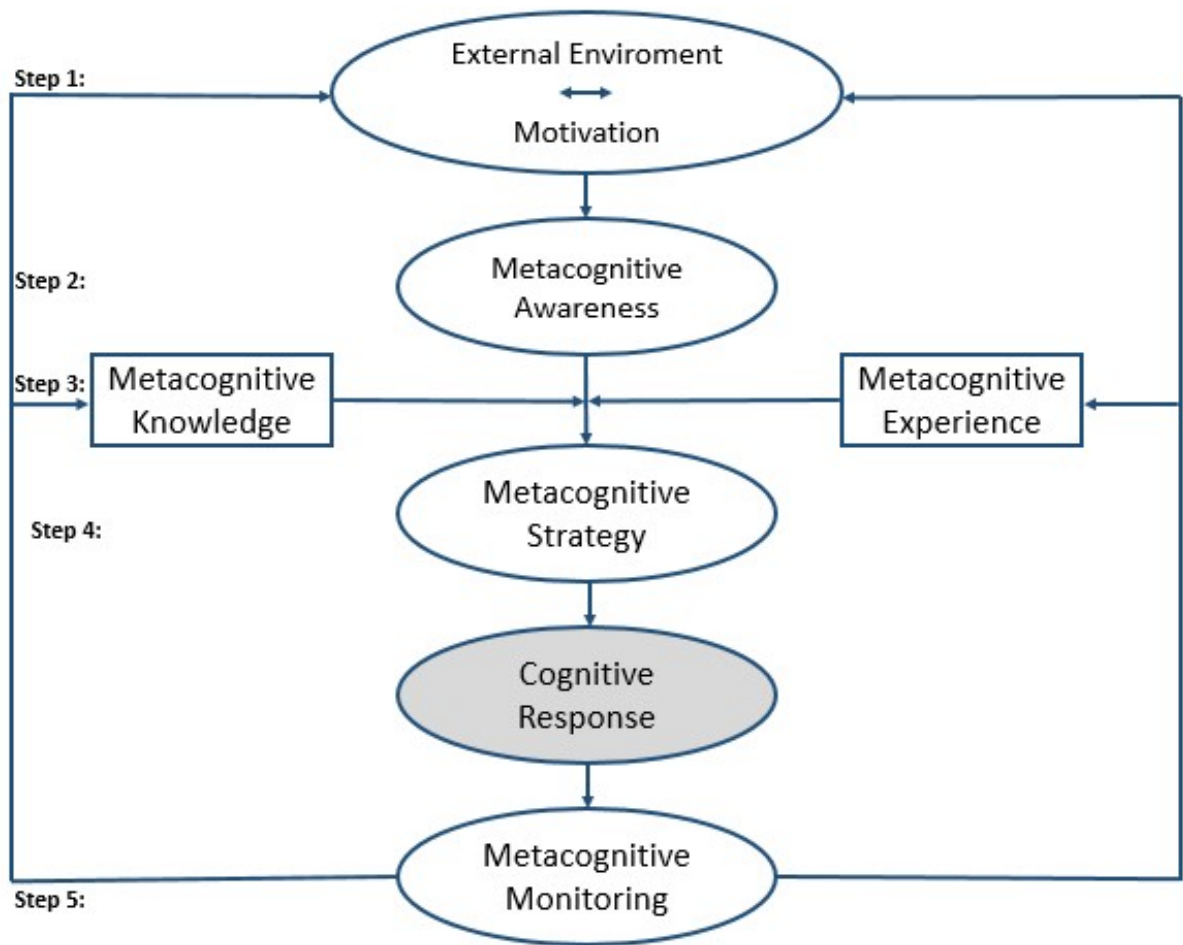 External Enviroment
Step 1:
Motivation
Metacognitive
Step 2:
Awareness
Metacognitive
Knowledge
Step 3:
Metacognitive
Experience
Metacognitive
Strategy
Step 4:
Cognitive
Response
Metacognitive
Monitoring
Step 5: